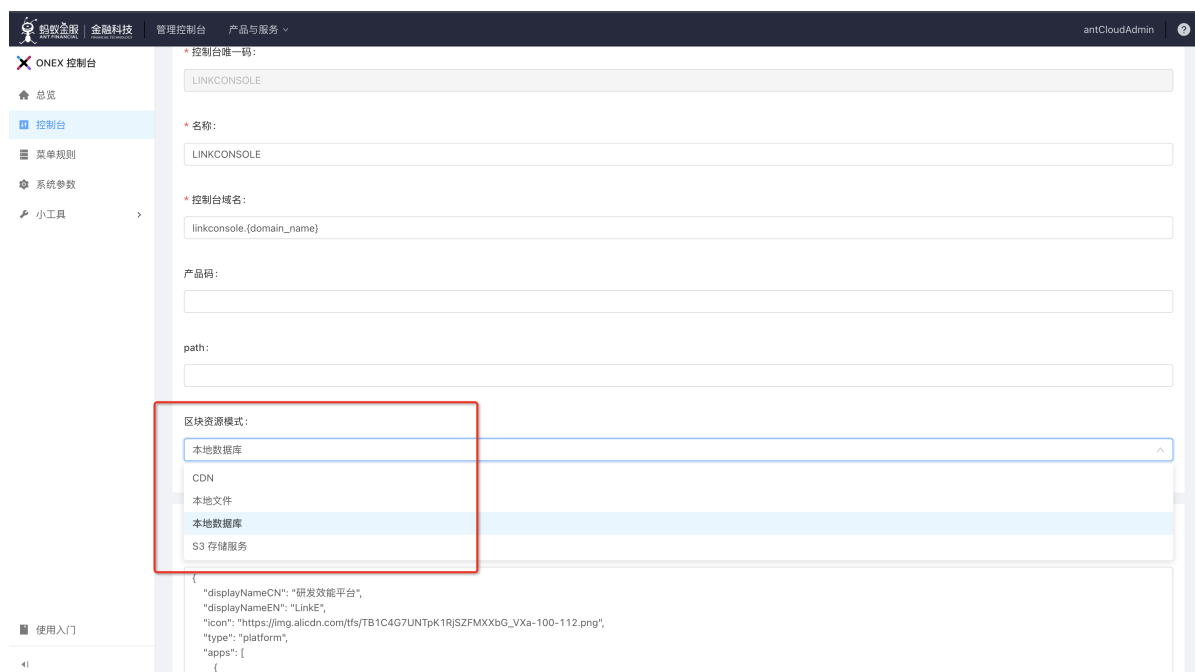 蚂蚁金服 金融科技 管理控制台 产品与服务 antCloudAdmin ?
ANT FINANCIAL FINANCIAL TECHNOLOGY
ONEX 控制台
总览
控制台
菜单规则
系统参数
小工具
使用入门
* 控制台唯一码:
LINKCONSOLE
* 名称:
LINKCONSOLE
* 控制台域名:
linkconsole.{domain_name}
产品码:
path:
区块资源模式:
本地数据库
CDN
本地文件
本地数据库
S3 存储服务
{
"displayNameCN": "研发效能平台",
"displayNameEN": "LinkE",
"icon": "https://img.alicdn.com/tfs/TB1C4G7UNTpK1RjSZFMXXbG_VXa-100-112.png",
"type": "platform",
"apps": [
{